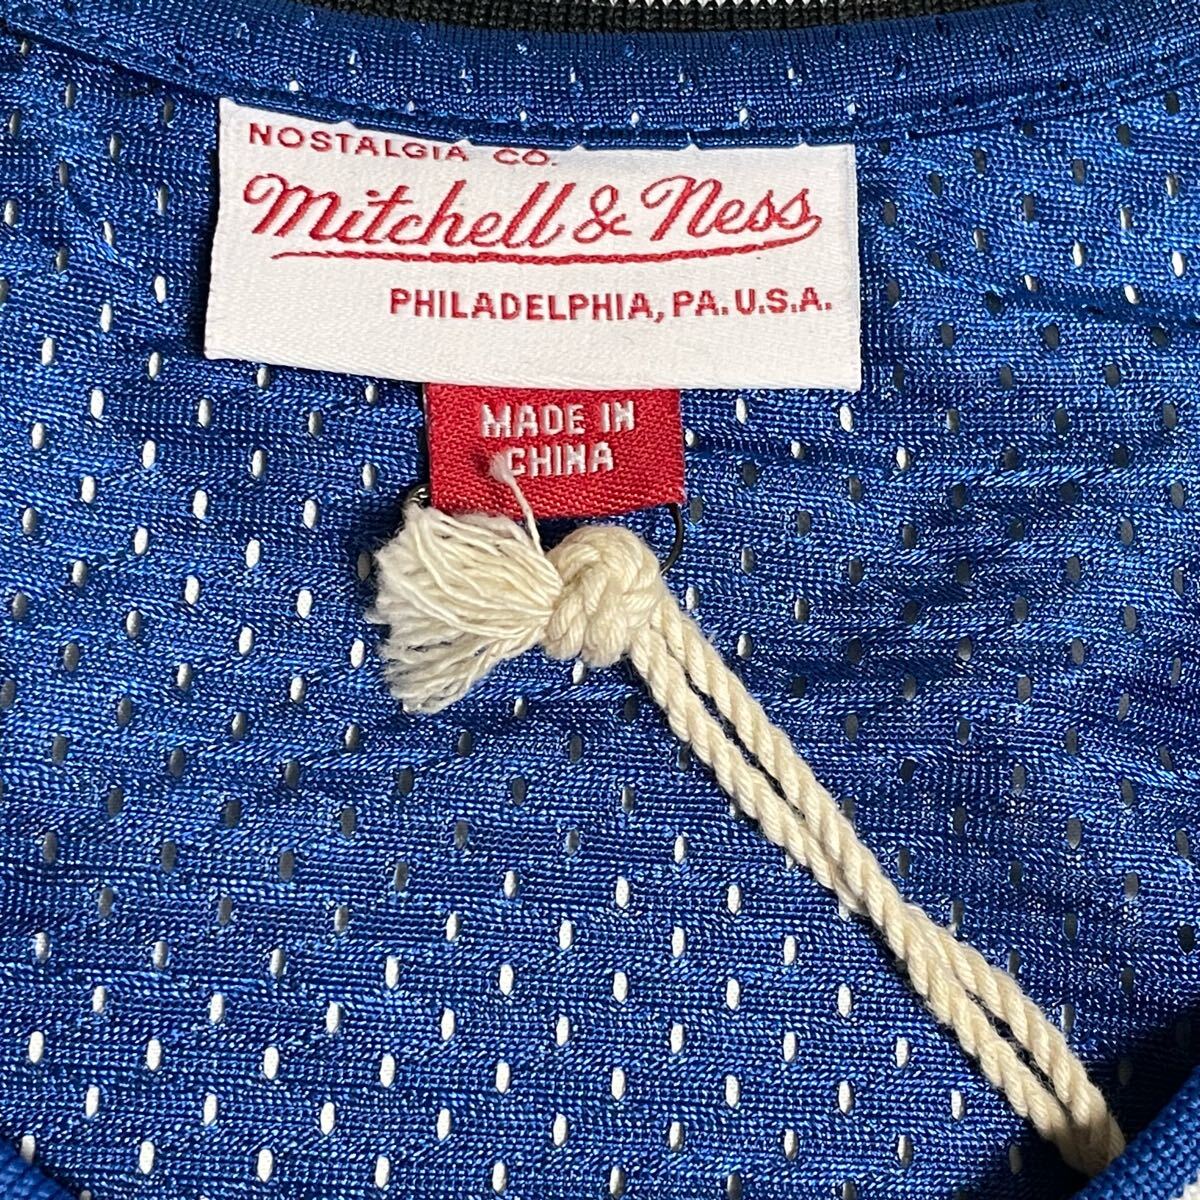 NOSTALGIA CO.
Mitchell & Ness
PHILADELPHIA, PA. U.S.A.
MADE IN
CHINA